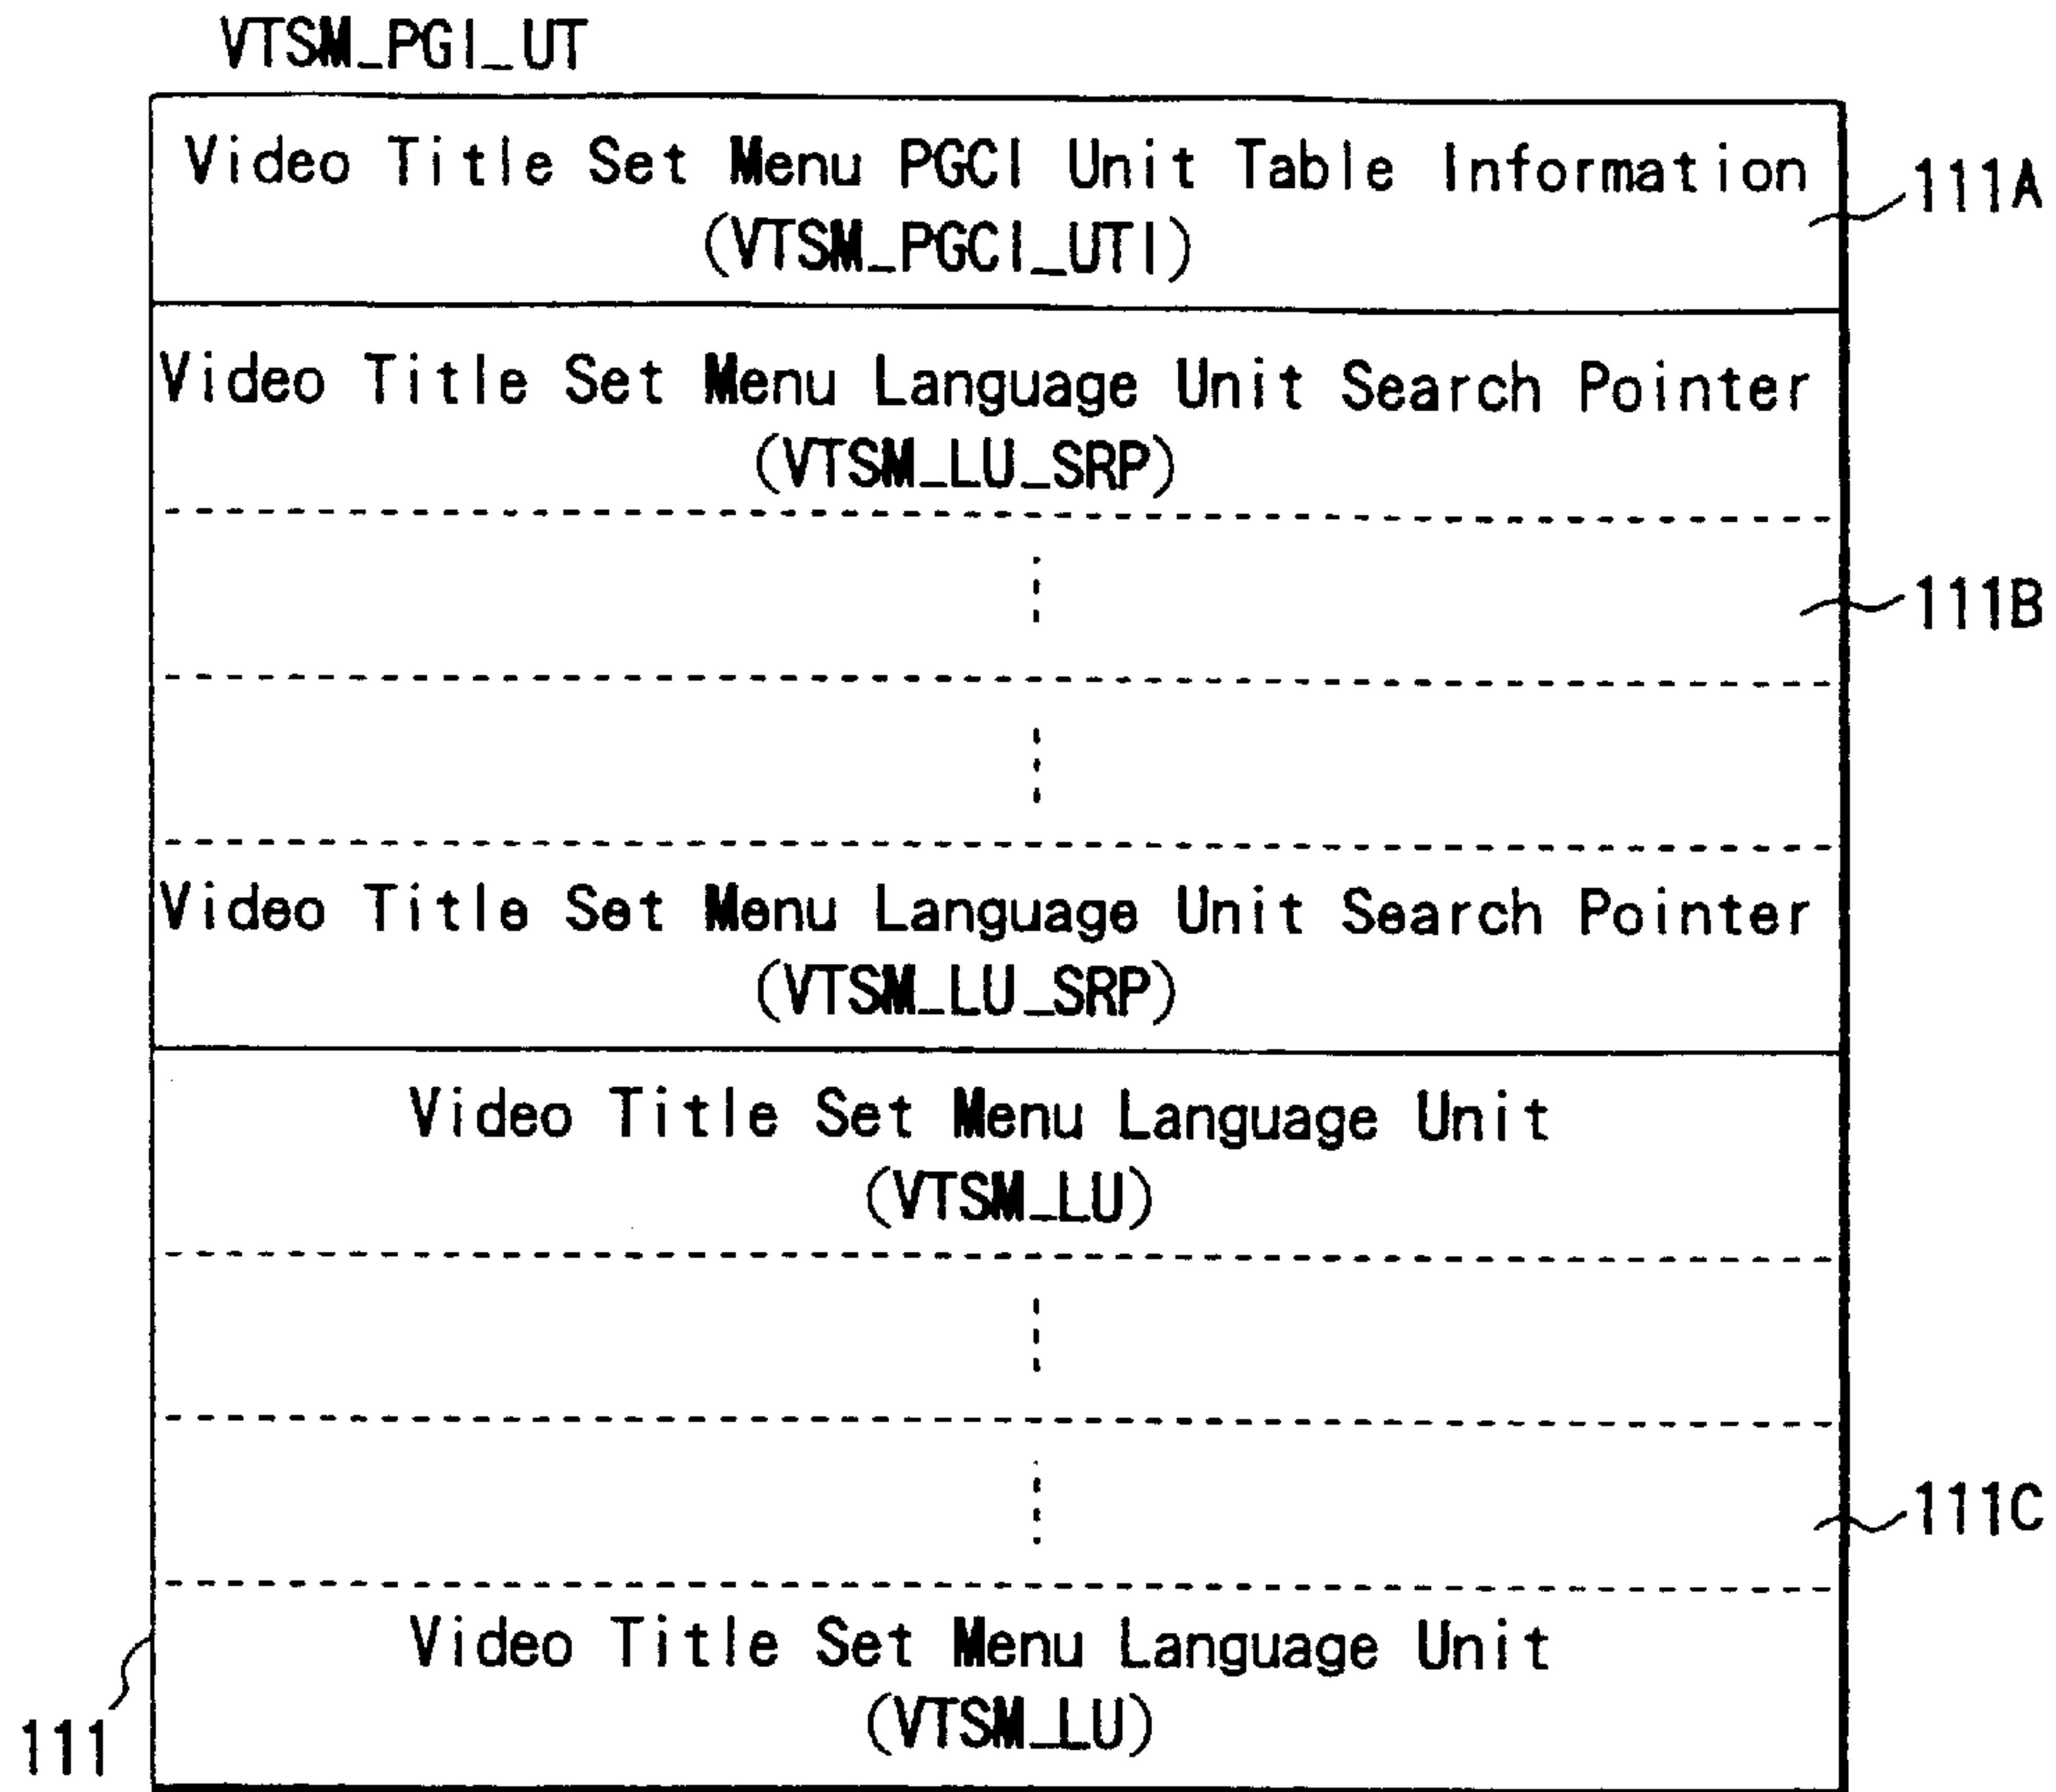 VTSM_PGI_UT
Video Title Set Menu PGCI Unit Table Information
(VTSM_PGCI_UTI)
111A
Video Title Set Menu Language Unit Search Pointer
(VTSM_LU_SRP)
111B
Video Title Set Menu Language Unit Search Pointer
(VTSM_LU_SRP)
Video Title Set Menu Language Unit
(VTSM_LU)
111C
Video Title Set Menu Language Unit
(VTSM_LU)
111